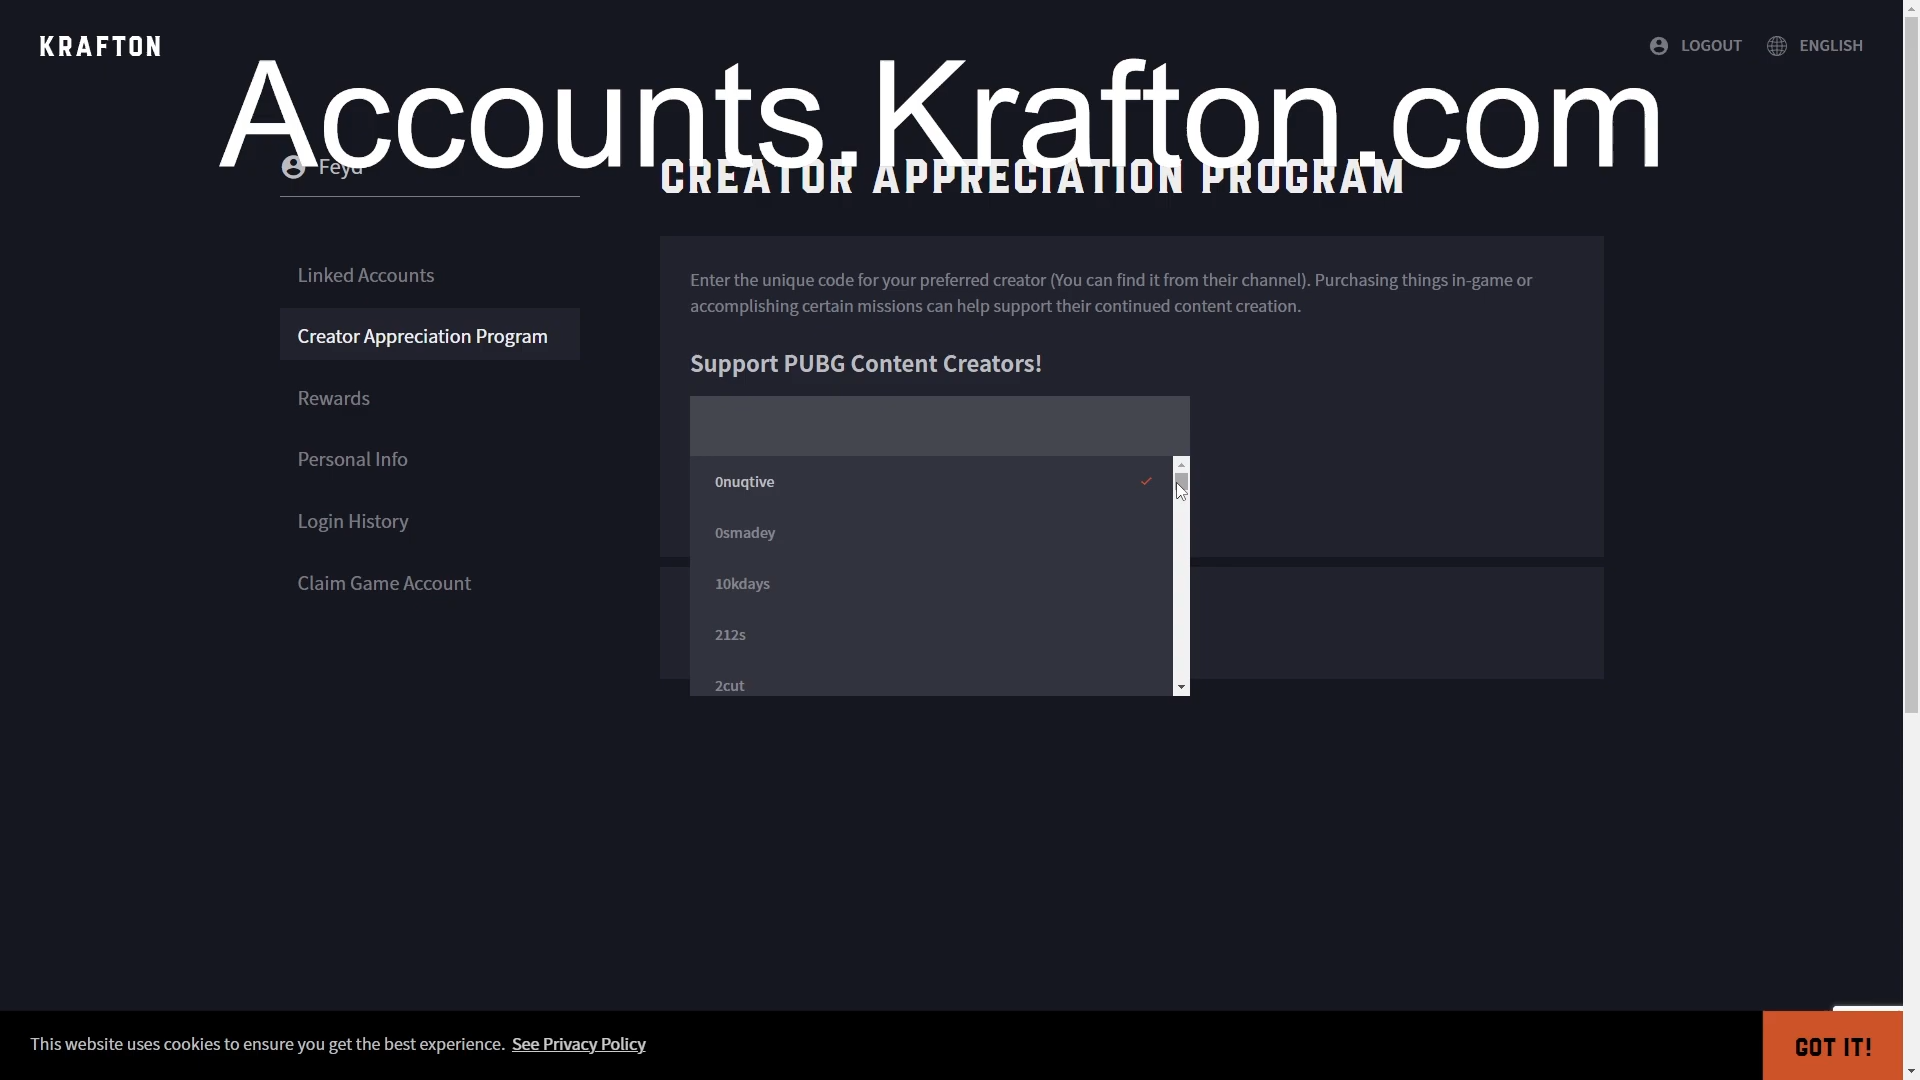 KRAFTON
LOGOUT
ENGLISH
Accounts.Krafton.com
Feyd
CREATOR APPRECIATION PROGRAM
Linked Accounts
Creator Appreciation Program
Rewards
Personal Info
Login History
Claim Game Account
Enter the unique code for your preferred creator (You can find it from their channel). Purchasing things in-game or
accomplishing certain missions can help support their continued content creation.
Support PUBG Content Creators!
0nuqtive
0smadey
10kdays
212s
2cut
This website uses cookies to ensure you get the best experience. See Privacy Policy
GOT IT!